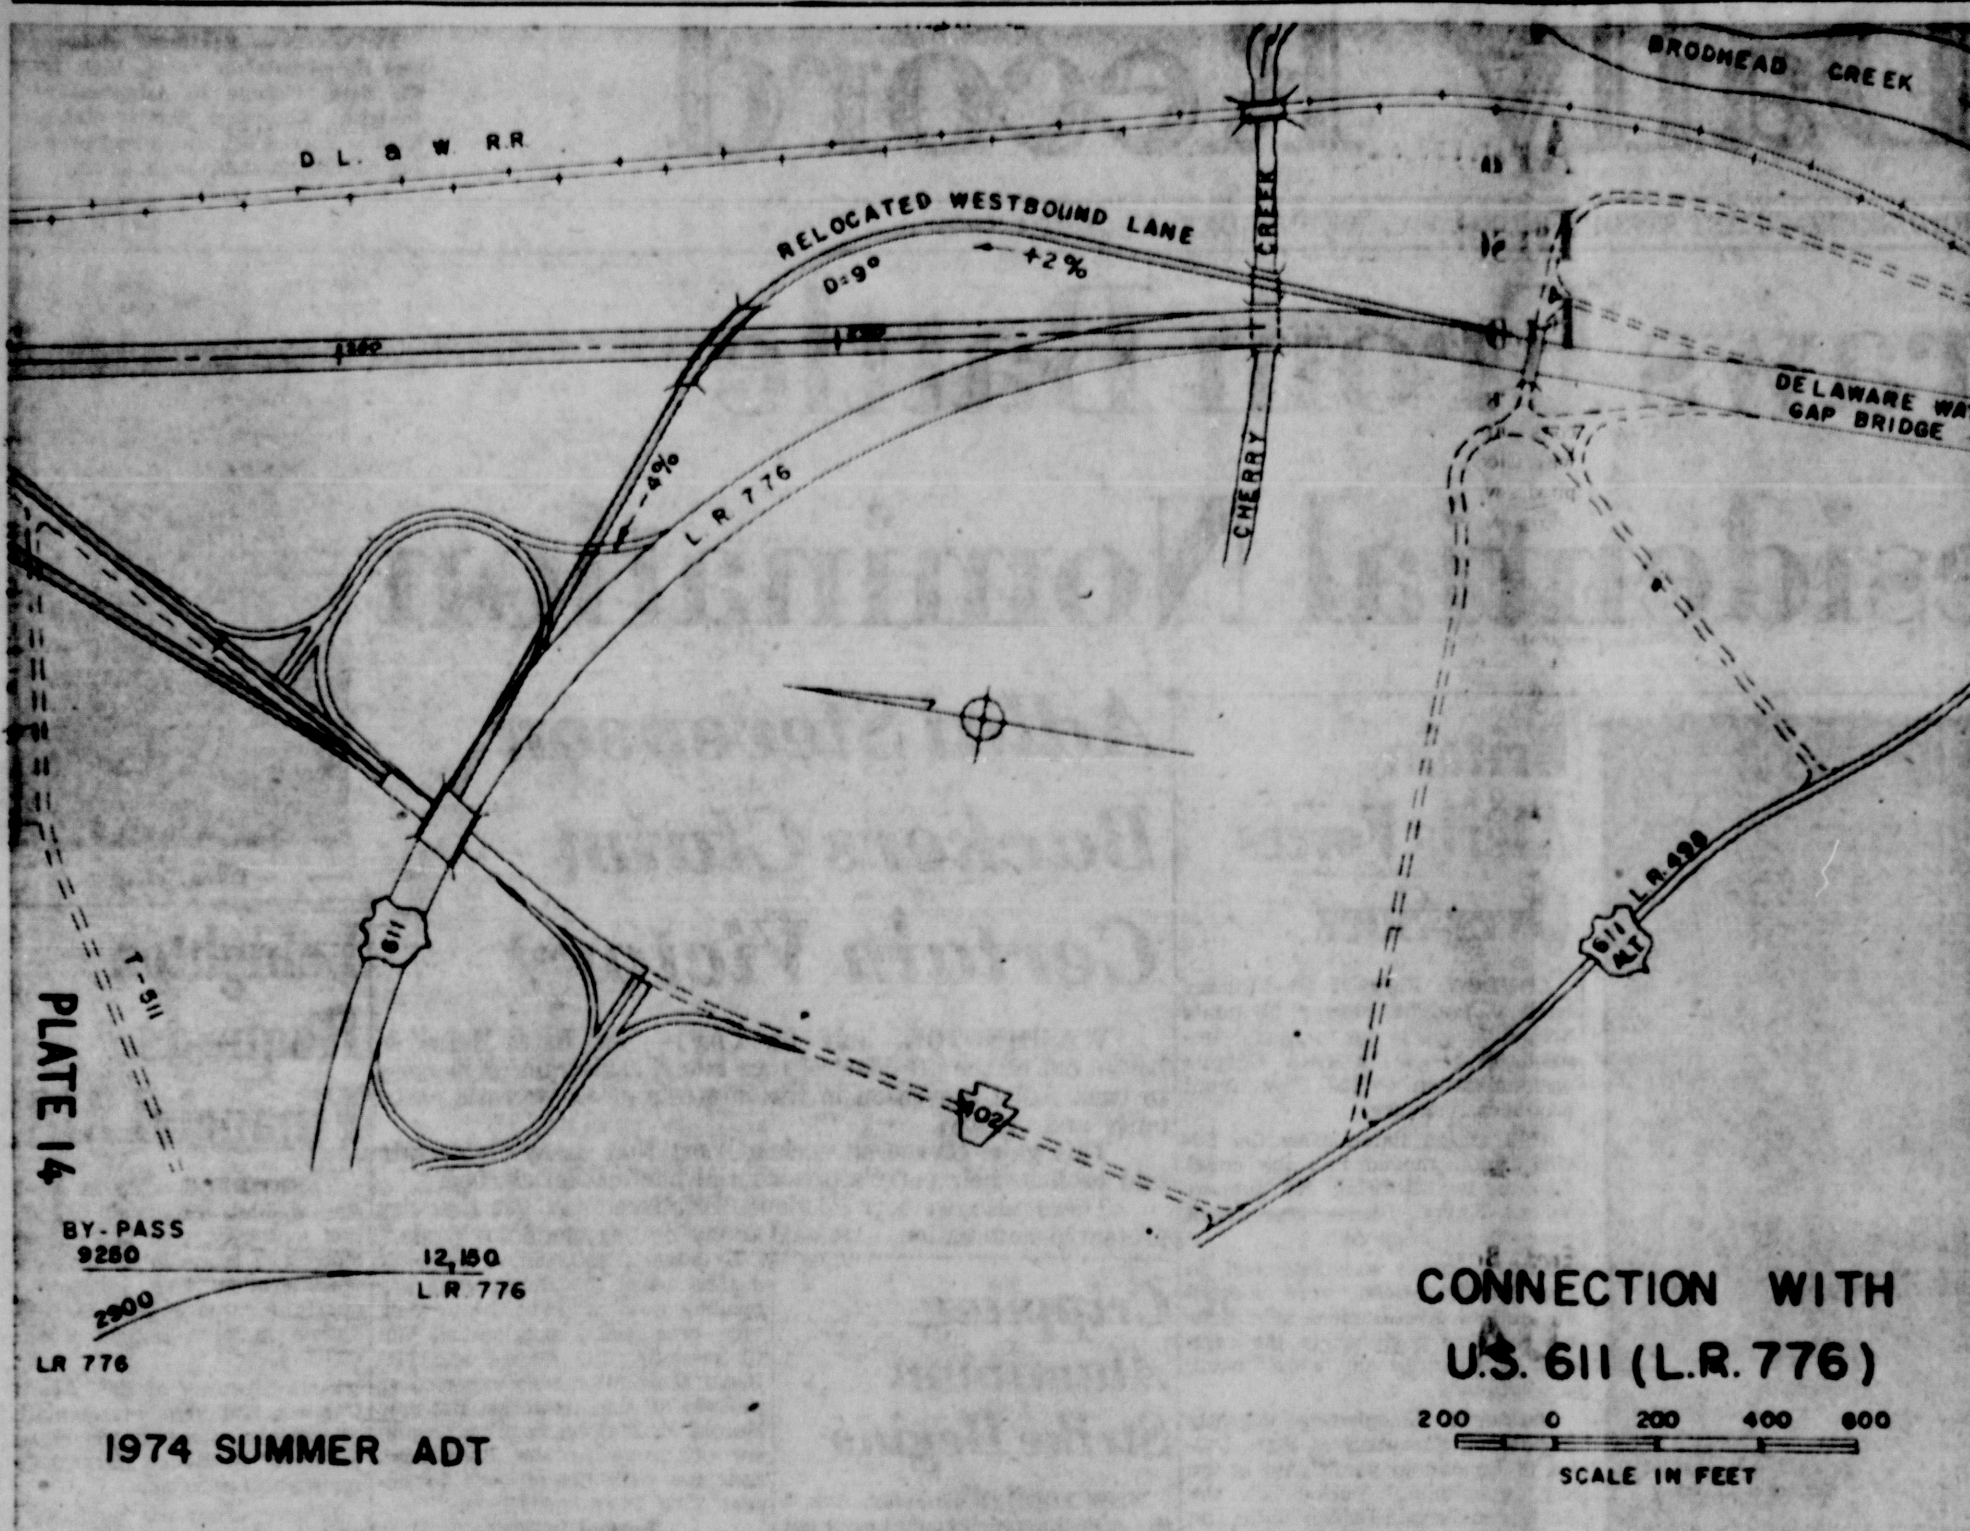 BRODHEAD CREEK
D L. & W. R.R.
RELOCATED WESTBOUND LANE
+2%
D=9°
CREEK
DELAWARE WA
GAP BRIDGE
4%
L R 776
CHERRY
L.R. 498
611
611
ALT
T-511
PLATE 14
402
BY-PASS
9250
12,150
L.R. 776
2900
LR 776
1974 SUMMER ADT
CONNECTION WITH
U.S. 611 (L.R. 776)
200 0 200 400 600
SCALE IN FEET